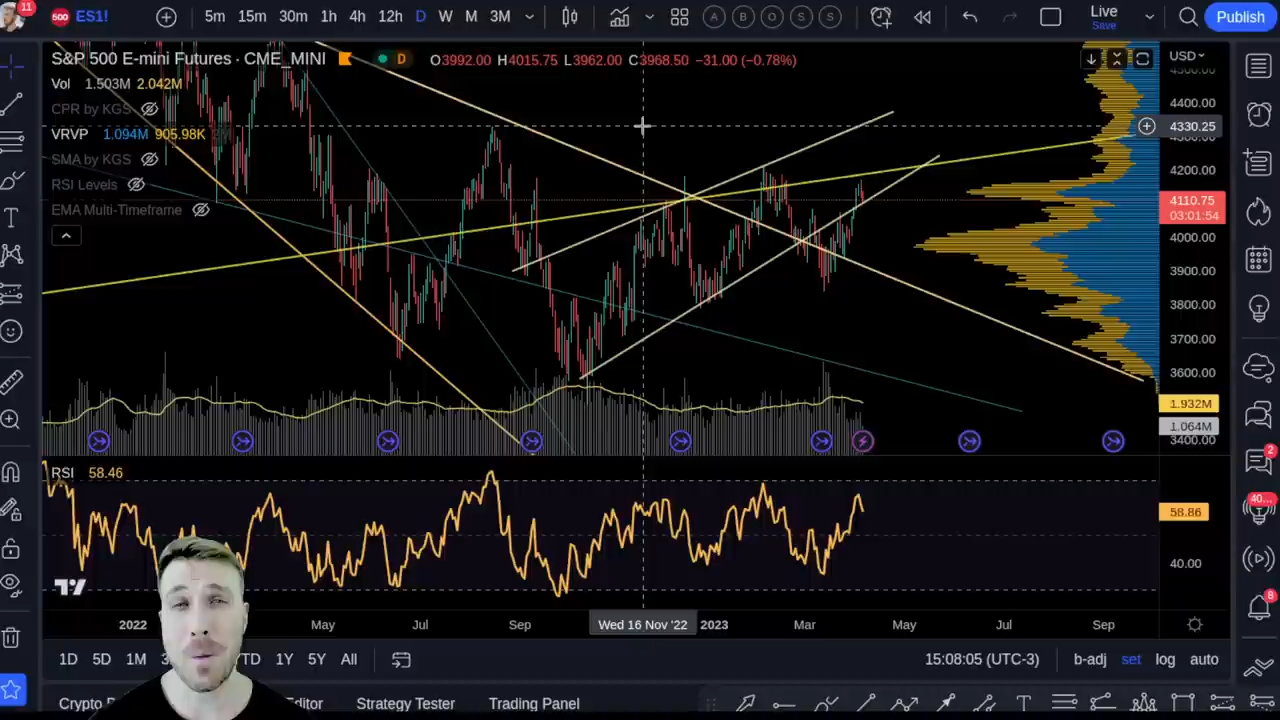 11
500 ES1! 5m 15m 30m 1h 4h 12h D W M 3M A B O S S Live Save Publish
S&P 500 E-mini Futures · CME_MINI D O3992.00 H4015.75 L3962.00 C3968.50 −31.00 (−0.78%) USD
Vol 1.503M 2.042M
CPR by KGS
VRVP 1.094M 905.98K
SMA by KGS
RSI Levels
EMA Multi-Timeframe
4400.00
4330.25
4200.00
4110.75
03:01:54
4000.00
3900.00
3800.00
3700.00
3600.00
1.932M
1.064M
3400.00
2
40...
8
RSI 58.46
58.86
40.00
2022 May Jul Sep Wed 16 Nov '22 2023 Mar May Jul Sep
1D 5D 1M YTD 1Y 5Y All 15:08:05 (UTC-3) b-adj set log auto
Strategy Tester Trading Panel